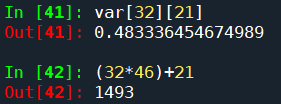 In [41]: var[32][21]
Out[41]: 0.483336454674989
In [42]: (32*46)+21
Out[42]: 1493